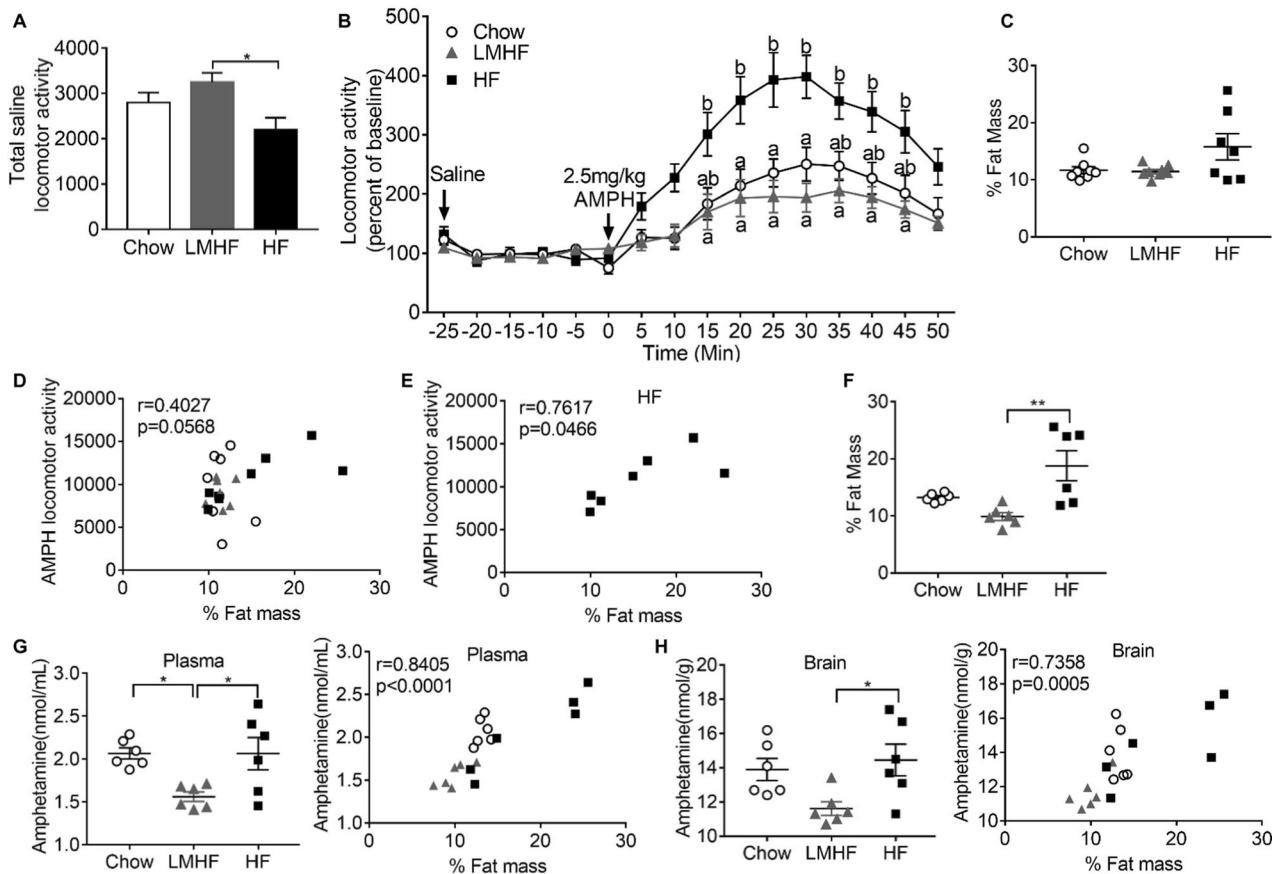 A
Total saline
locomotor activity
4000
3000
2000
1000
0
*
Chow LMHF HF
B
Locomotor activity
(percent of baseline)
500
400
300
200
100
0
Chow
LMHF
HF
Saline
2.5mg/kg
AMPH
b b b b b b b
ab a a a ab ab ab
a a a a a a a
-25 -20 -15 -10 -5 0 5 10 15 20 25 30 35 40 45 50
Time (Min)
C
% Fat Mass
30
20
10
0
Chow LMHF HF
D
AMPH locomotor activity
20000
15000
10000
5000
0
r=0.4027
p=0.0568
0 10 20 30
% Fat mass
E
AMPH locomotor activity
20000
15000
10000
5000
0
HF
r=0.7617
p=0.0466
0 10 20 30
% Fat mass
F
% Fat Mass
30
20
10
0
**
Chow LMHF HF
G
Amphetamine(nmol/mL)
3.0
2.5
2.0
1.5
1.0
Plasma
* *
Chow LMHF HF
Amphetamine(nmol/mL)
3.0
2.5
2.0
1.5
1.0
Plasma
r=0.8405
p<0.0001
0 10 20 30
% Fat mass
H
Amphetamine(nmol/g)
20
18
16
14
12
10
Brain
*
Chow LMHF HF
Amphetamine(nmol/g)
20
18
16
14
12
10
Brain
r=0.7358
p=0.0005
0 10 20 30
% Fat mass